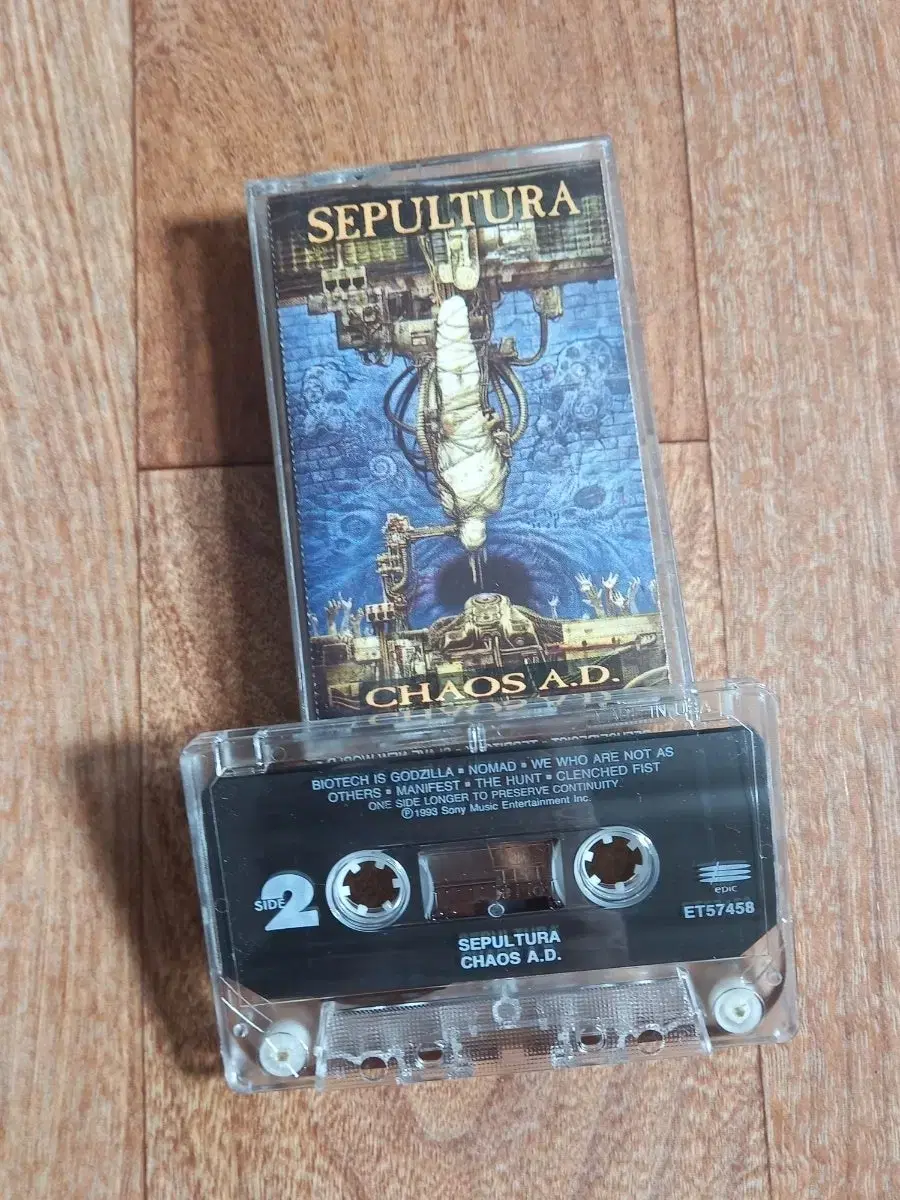 SEPULTURA
CHAOS A.D.
IN U.S.A.
BIOTECH IS GODZILLA ▪ NOMAD ▪ WE WHO ARE NOT AS
OTHERS ▪ MANIFEST ▪ THE HUNT ▪ CLENCHED FIST
ONE SIDE LONGER TO PRESERVE CONTINUITY.
℗1993 Sony Music Entertainment Inc.
SIDE 2
epic
ET57458
SEPULTURA
CHAOS A.D.